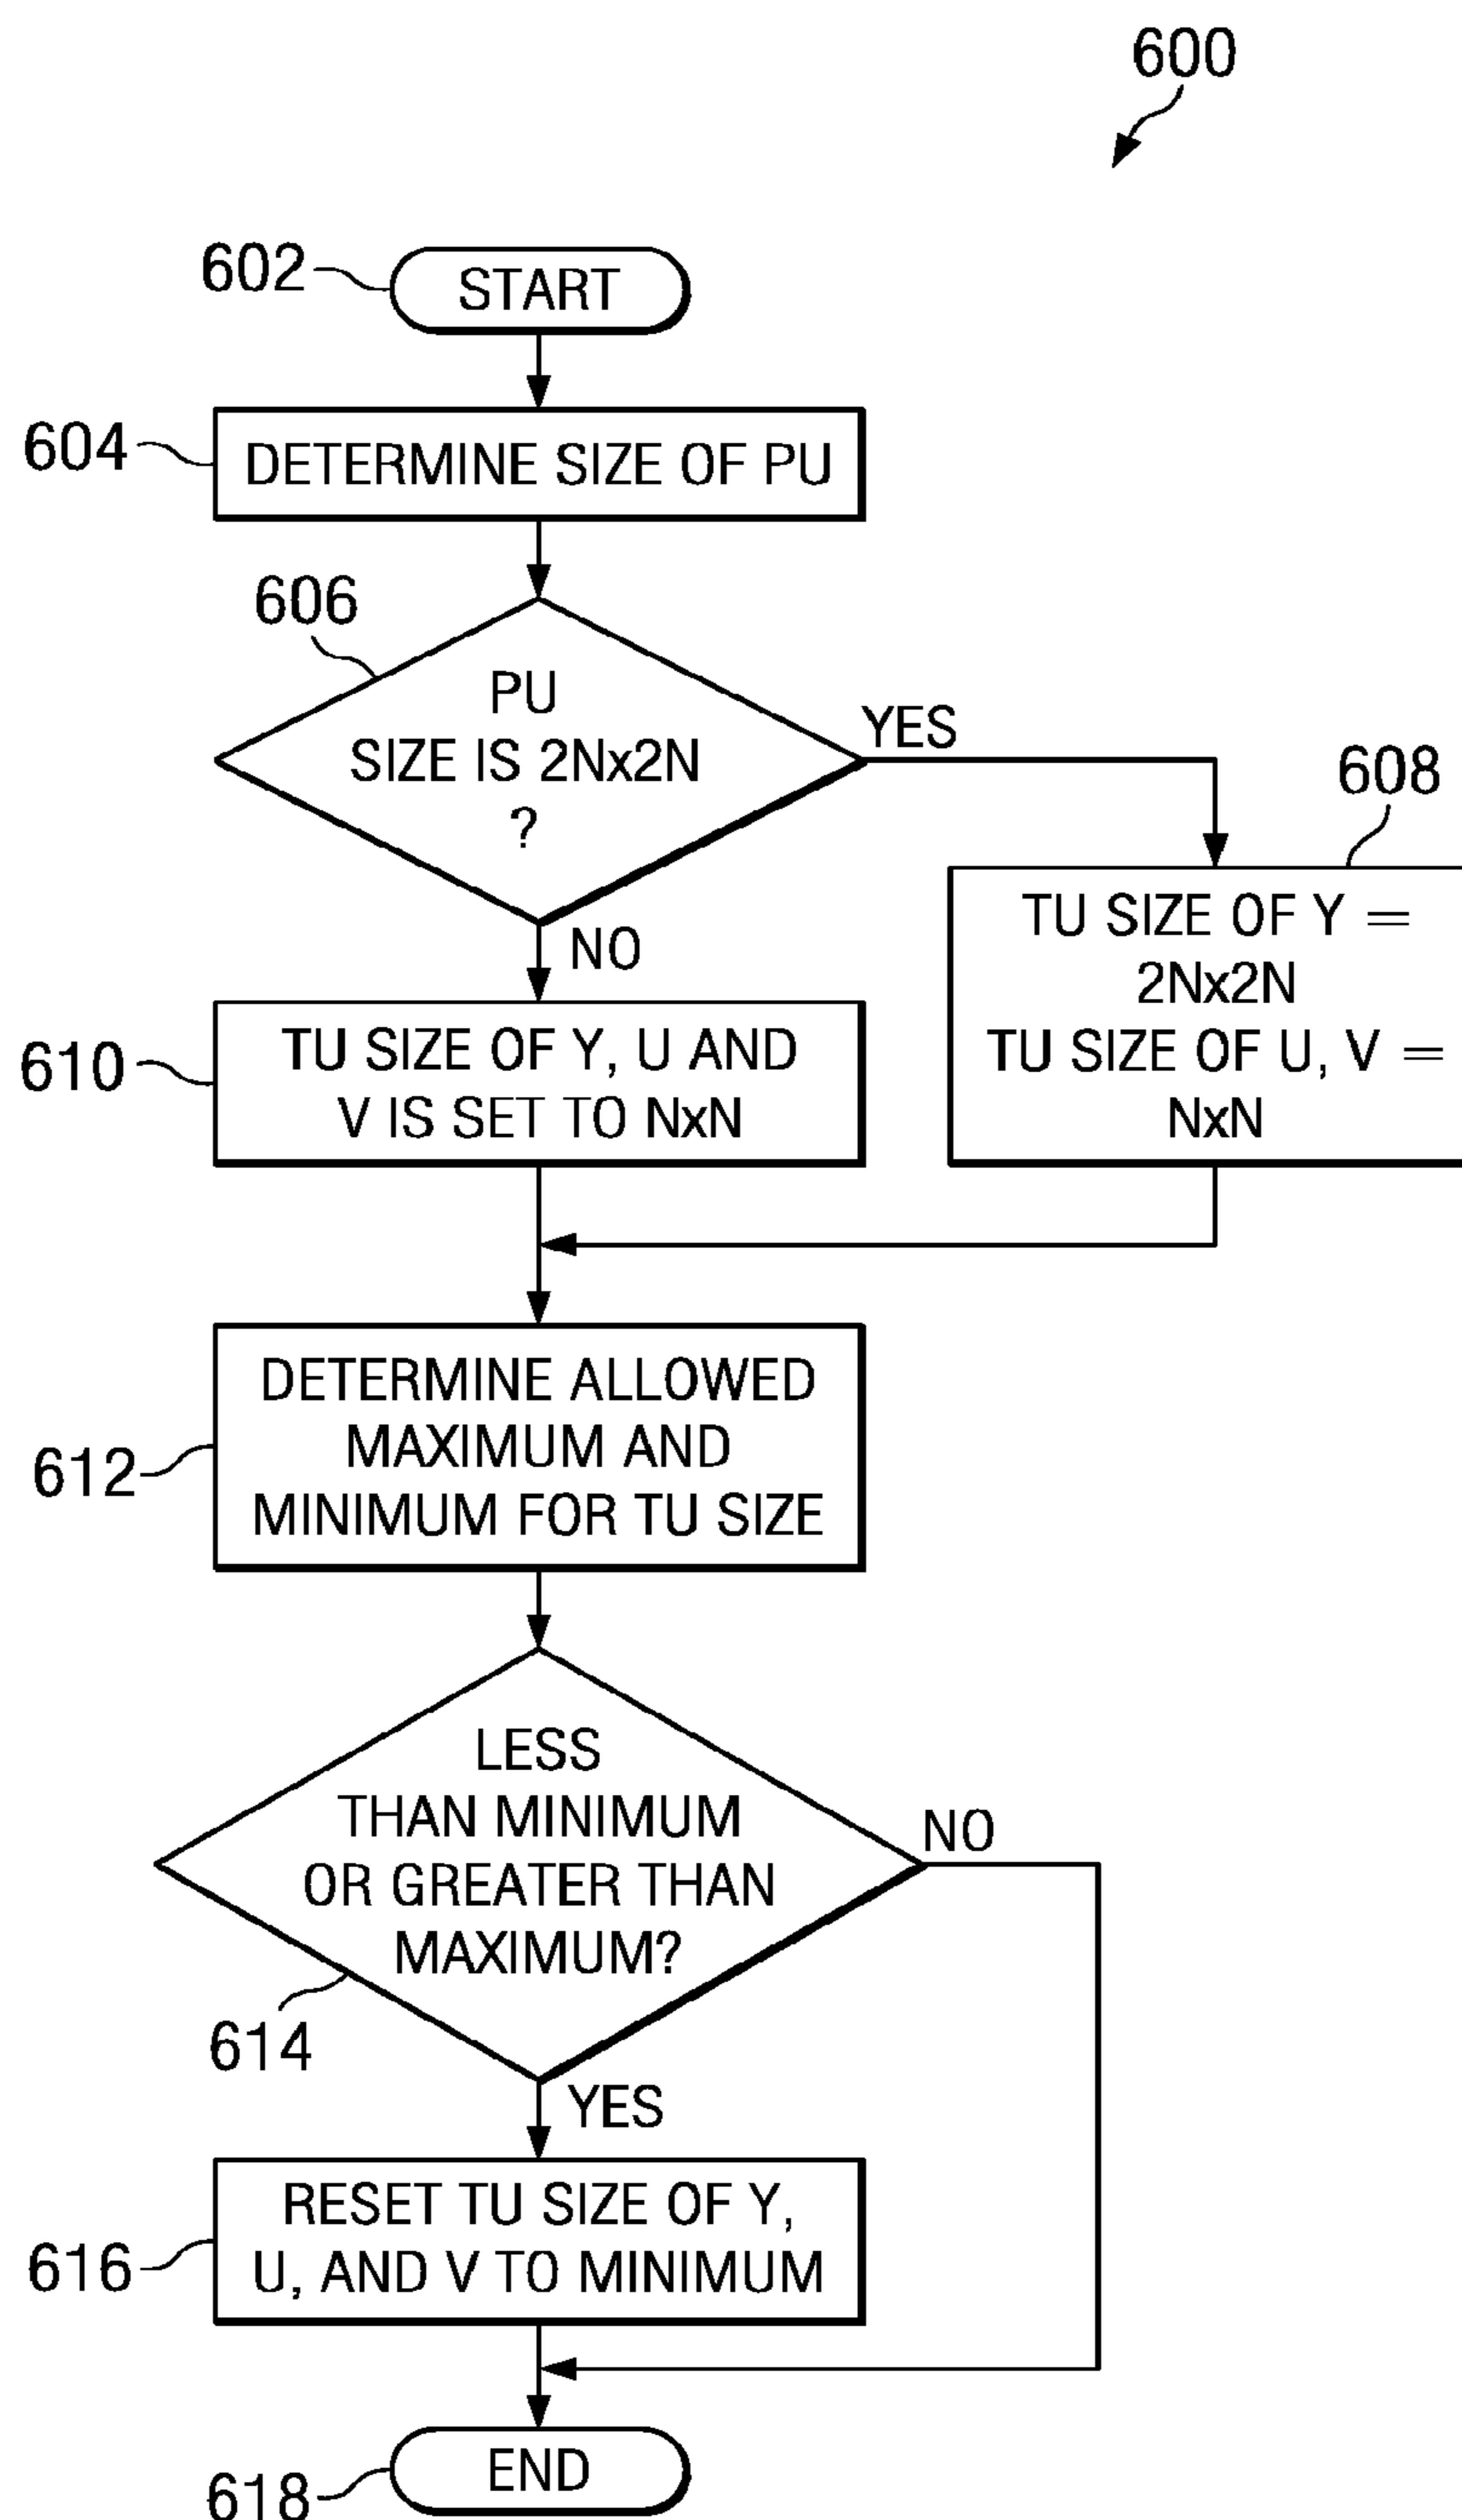 600
602
START
604
DETERMINE SIZE OF PU
606
PU
SIZE IS 2Nx2N
?
YES
608
TU SIZE OF Y =
2Nx2N
TU SIZE OF U, V =
NxN
NO
610
TU SIZE OF Y, U AND
V IS SET TO NxN
612
DETERMINE ALLOWED
MAXIMUM AND
MINIMUM FOR TU SIZE
LESS
THAN MINIMUM
OR GREATER THAN
MAXIMUM?
NO
614
YES
616
RESET TU SIZE OF Y,
U, AND V TO MINIMUM
618
END